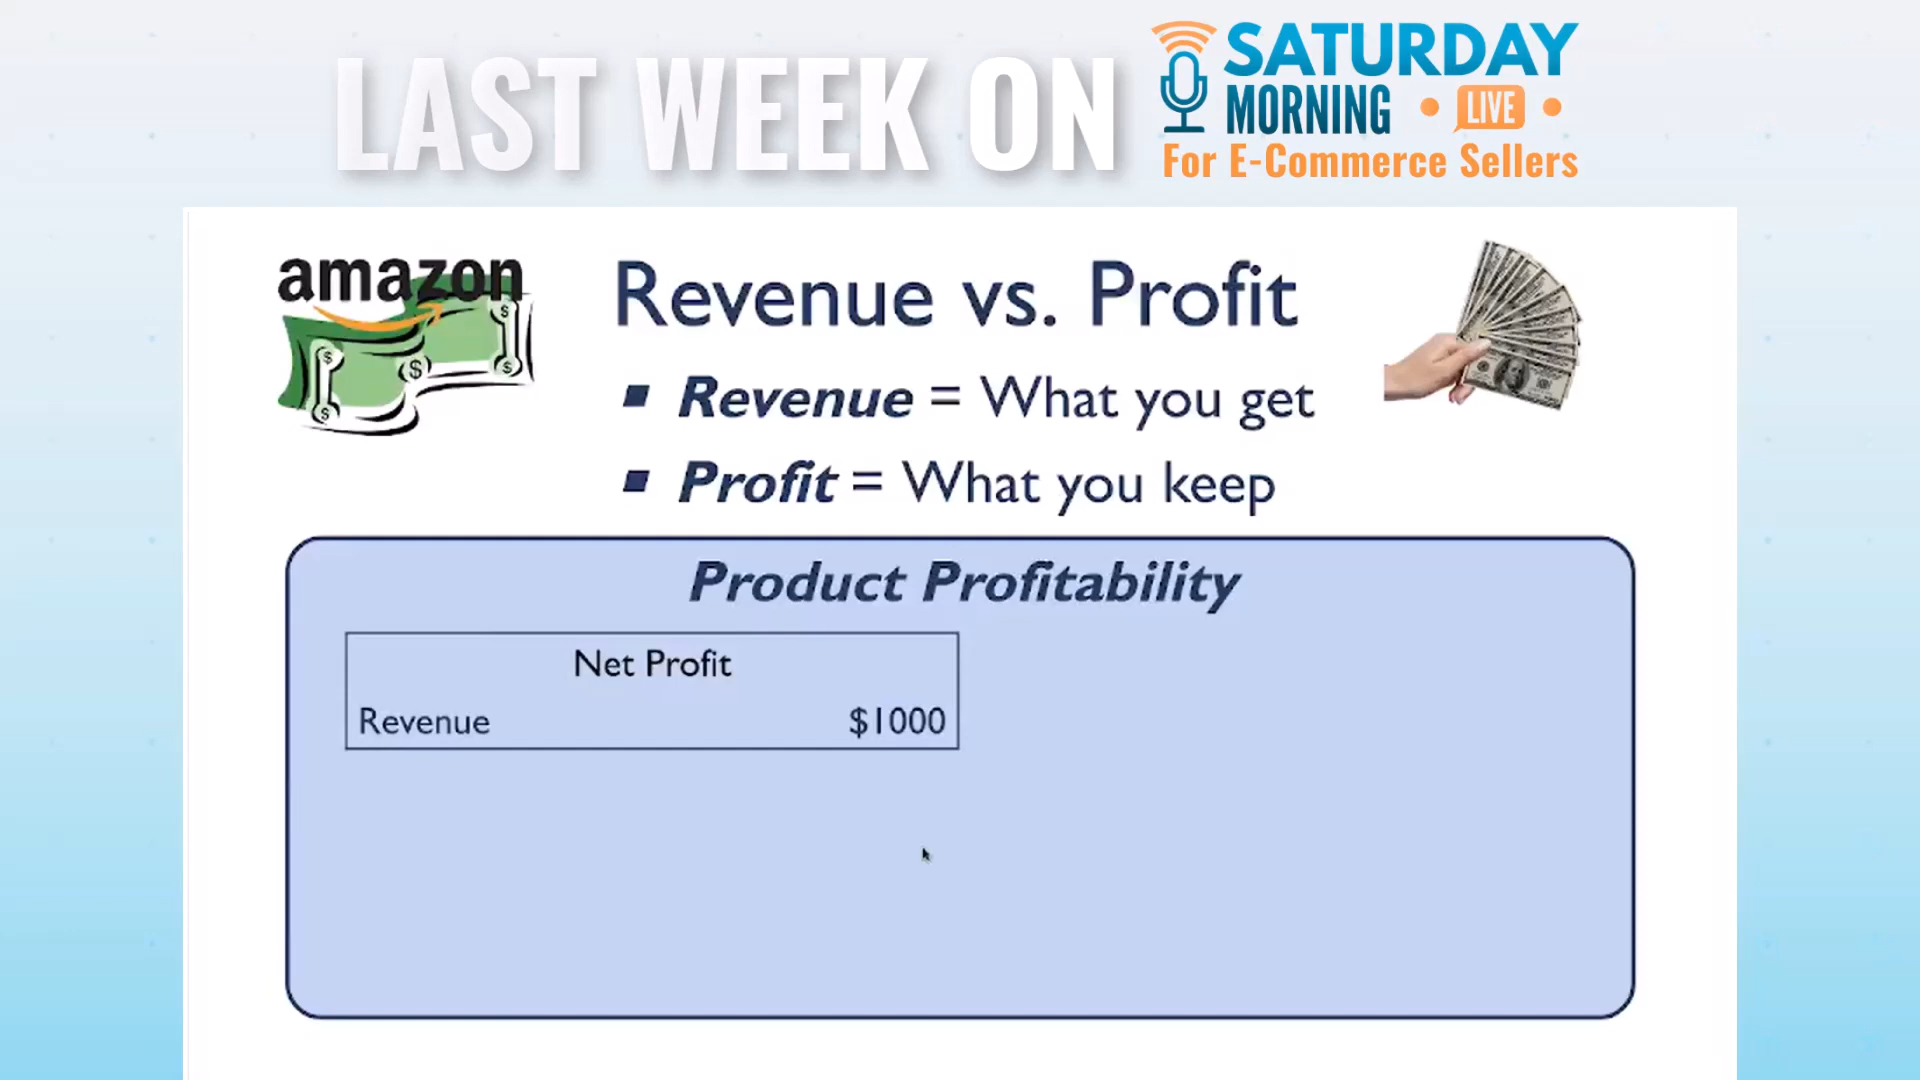 LAST WEEK ON
SATURDAY
MORNING • LIVE •
For E-Commerce Sellers
amazon
Revenue vs. Profit
▪ Revenue = What you get
▪ Profit = What you keep
Product Profitability
Net Profit
Revenue $1000